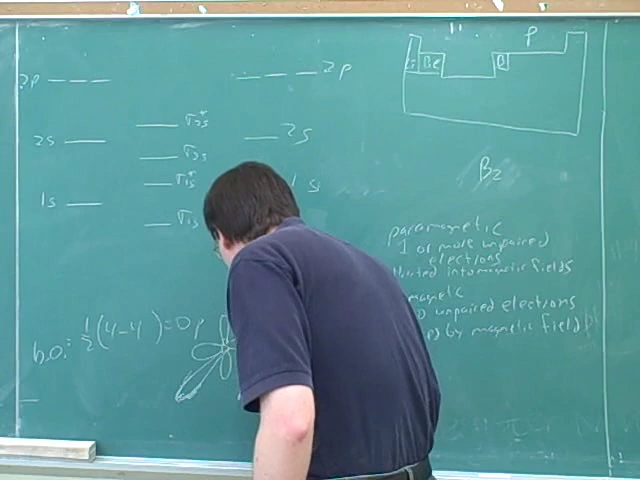 P
Be
B
2p
2p
σ*2s
2s
2s
σ2s
σ*1s
1s
1s
σ1s
B2
paramagnetic
1 or more unpaired
electrons
into magnetic fields
unpaired electrons
by magnetic field
b.o. = 1/2(4-4) = 0
p